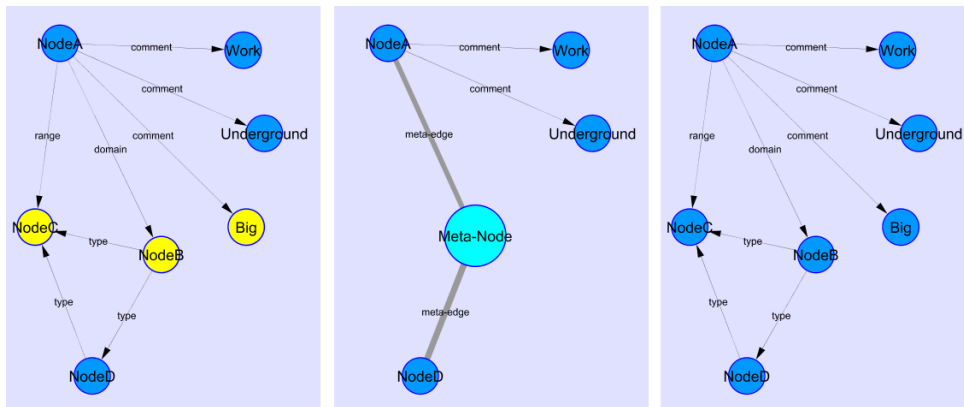 NodeA
comment
Work
comment
Underground
range
comment
domain
NodeC
Big
type
NodeB
type
type
NodeD
NodeA
comment
Work
comment
Underground
meta-edge
Meta-Node
meta-edge
NodeD
NodeA
comment
Work
comment
Underground
range
comment
domain
NodeC
Big
type
NodeB
type
type
NodeD